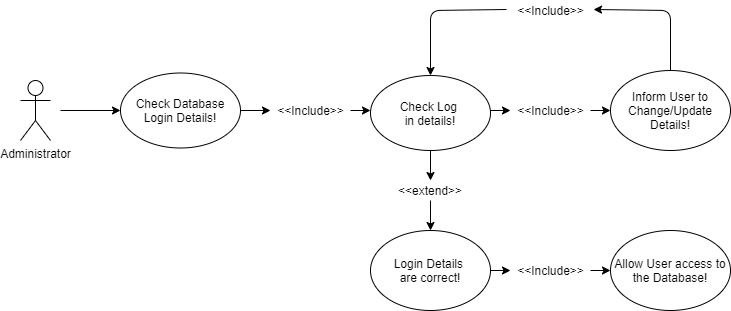 <<Include>>
Check Database
Login Details!
<<Include>>
Check Log
in details!
<<Include>>
Inform User to
Change/Update
Details!
Administrator
<<extend>>
Login Details
are correct!
<<Include>>
Allow User access to
the Database!